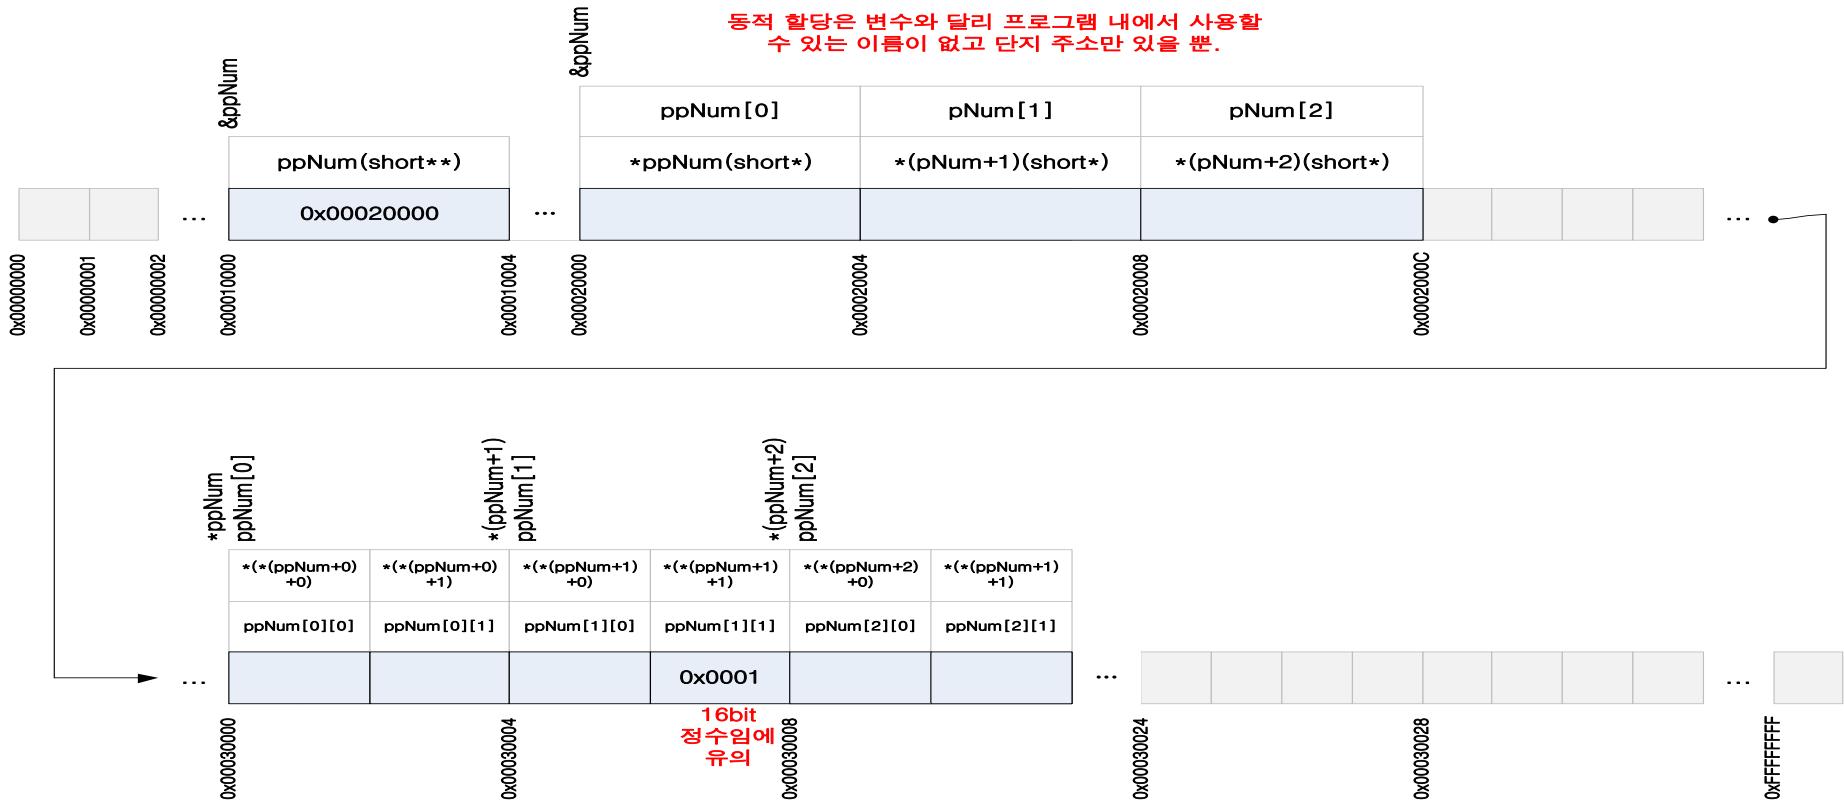 동적 할당은 변수와 달리 프로그램 내에서 사용할
수 있는 이름이 없고 단지 주소만 있을 뿐.
&ppNum
&ppNum
ppNum[0]
pNum[1]
pNum[2]
ppNum(short**)
*ppNum(short*)
*(pNum+1)(short*)
*(pNum+2)(short*)
...
0x00020000
...
...
0x00000000
0x00000001
0x00000002
0x00010000
0x00010004
0x00020000
0x00020004
0x00020008
0x0002000C
*ppNum
ppNum[0]
*(ppNum+1)
ppNum[1]
*(ppNum+2)
ppNum[2]
*(*(ppNum+0)
+0)
*(*(ppNum+0)
+1)
*(*(ppNum+1)
+0)
*(*(ppNum+1)
+1)
*(*(ppNum+2)
+0)
*(*(ppNum+1)
+1)
ppNum[0][0]
ppNum[0][1]
ppNum[1][0]
ppNum[1][1]
ppNum[2][0]
ppNum[2][1]
...
0x0001
...
...
16bit
정수임에
유의
0x00030000
0x00030004
0x00030008
0x00030024
0x00030028
0xFFFFFFFF